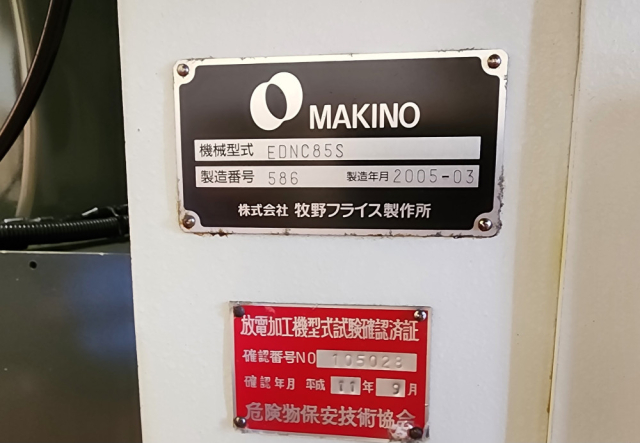 MAKINO
機械型式 EDNC85S
製造番号 586 製造年月 2005-03
株式会社 牧野フライス製作所
放電加工機型式試験確認済証
確認番号NO 105028
確認年月 平成 11 年 9 月
危険物保安技術協会